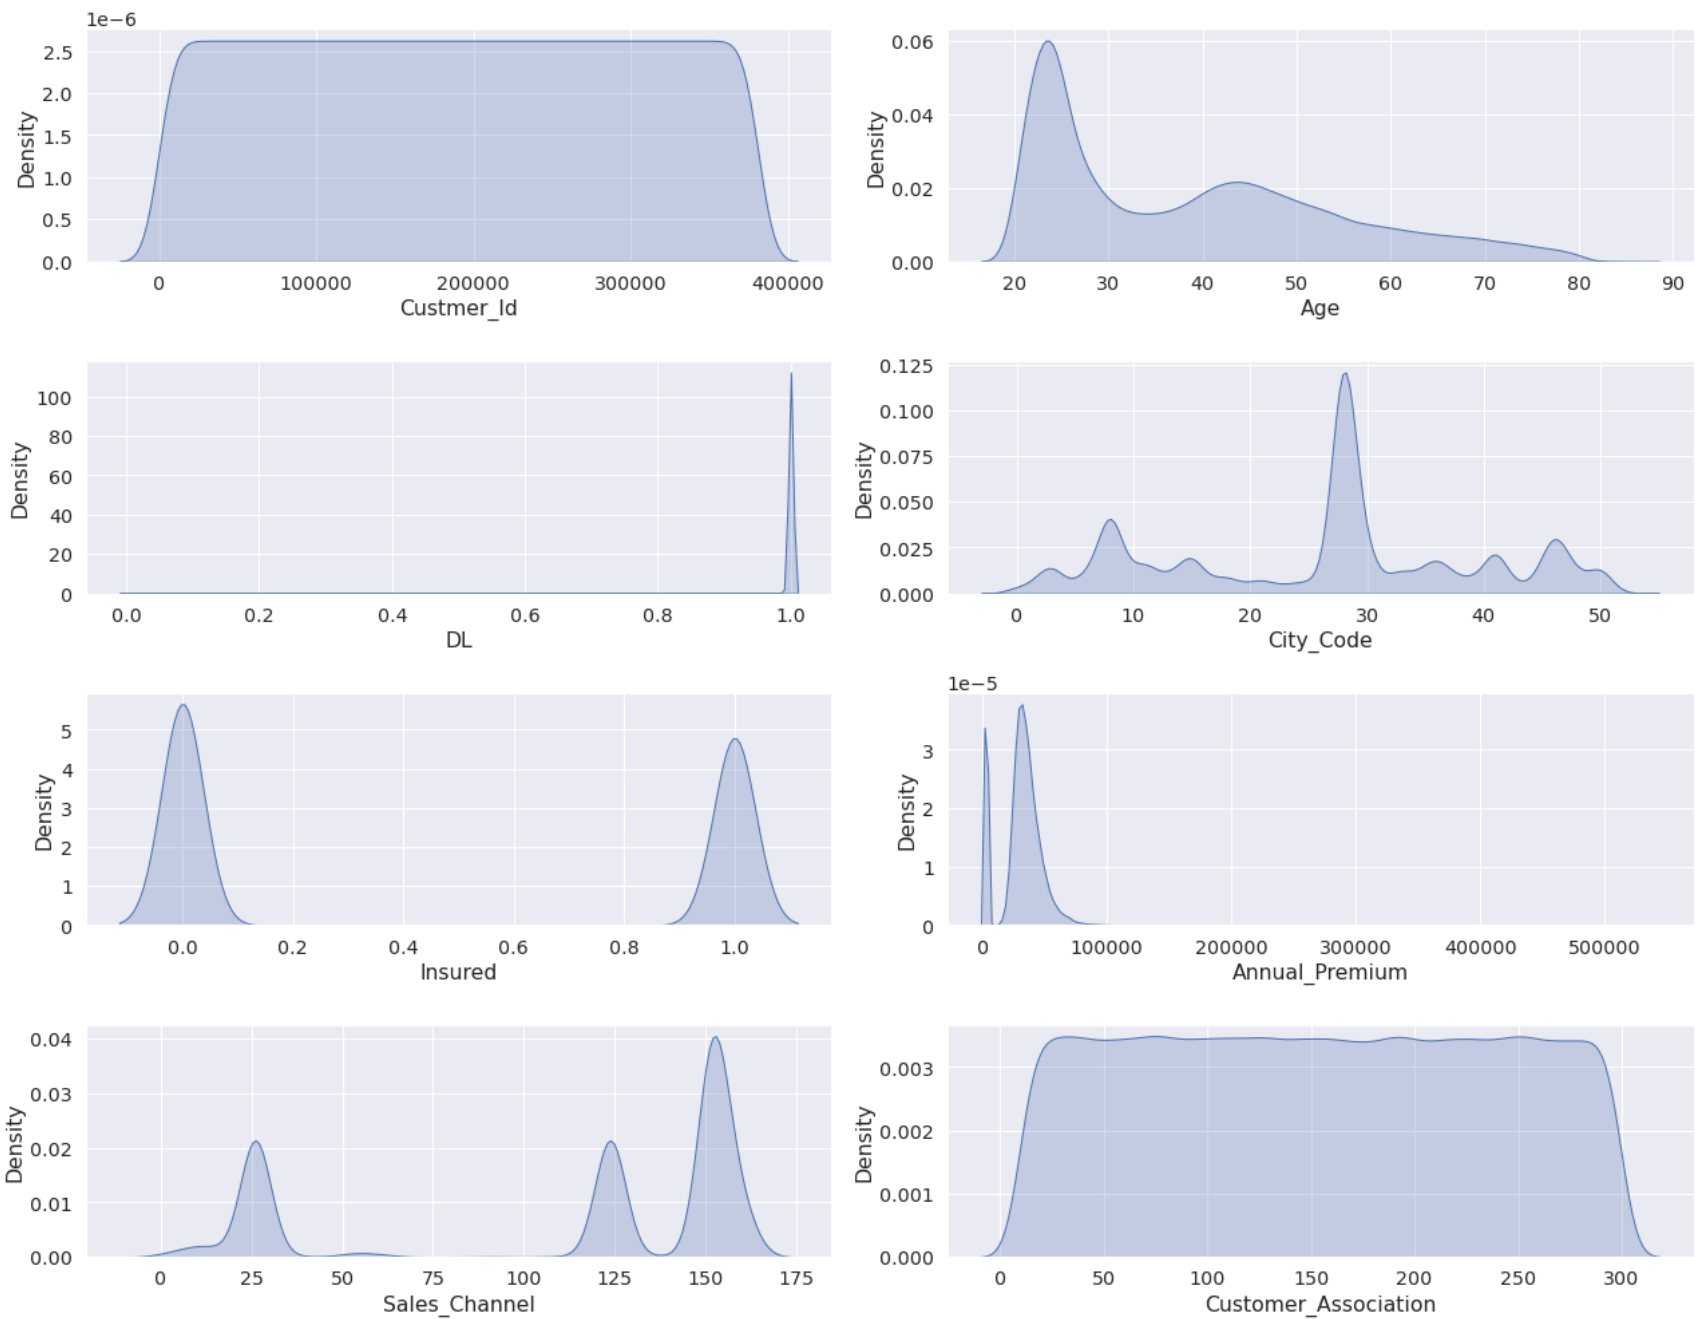 1e−6
Density
2.5
2.0
1.5
1.0
0.5
0.0
0 100000 200000 300000 400000
Custmer_Id
Density
0.06
0.04
0.02
0.00
20 30 40 50 60 70 80 90
Age
Density
100
80
60
40
20
0
0.0 0.2 0.4 0.6 0.8 1.0
DL
Density
0.125
0.100
0.075
0.050
0.025
0.000
0 10 20 30 40 50
City_Code
Density
5
4
3
2
1
0
0.0 0.2 0.4 0.6 0.8 1.0
Insured
1e−5
Density
3
2
1
0
0 100000 200000 300000 400000 500000
Annual_Premium
Density
0.04
0.03
0.02
0.01
0.00
0 25 50 75 100 125 150 175
Sales_Channel
Density
0.003
0.002
0.001
0.000
0 50 100 150 200 250 300
Customer_Association